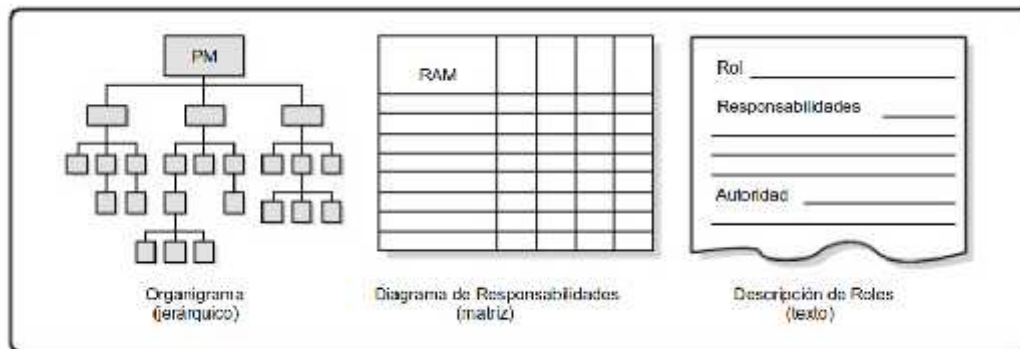 PM
RAM
Rol
Responsabilidades
Autoridad
Organigrama
(jerárquico)
Diagrama de Responsabilidades
(matriz)
Descripción de Roles
(texto)